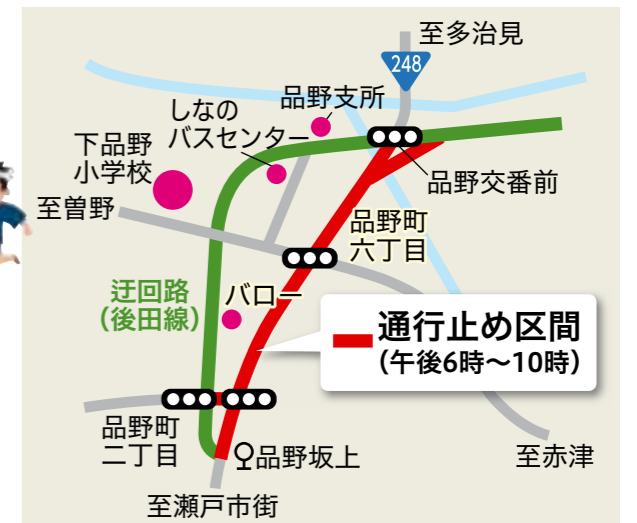 至多治見
248
品野支所
しなの
バスセンター
下品野
小学校
品野交番前
至曽野
品野町
六丁目
迂回路
（後田線）
バロー
通行止め区間
（午後6時〜10時）
品野町
二丁目
品野坂上
至赤津
至瀬戸市街